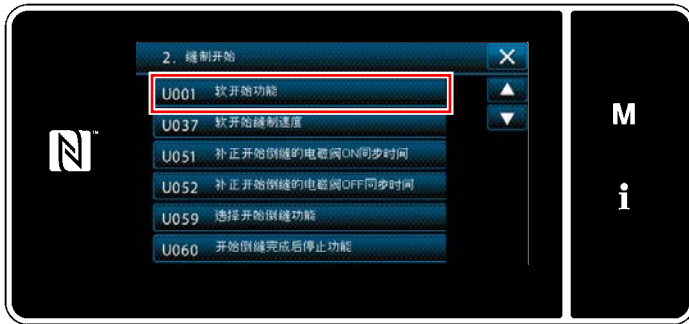 2. 缝制开始
U001 软开始功能
U037 软开始缝制速度
U051 补正开始倒缝的电磁阀ON同步时间
U052 补正开始倒缝的电磁阀OFF同步时间
U059 选择开始倒缝功能
U060 开始倒缝完成后停止功能
M
i